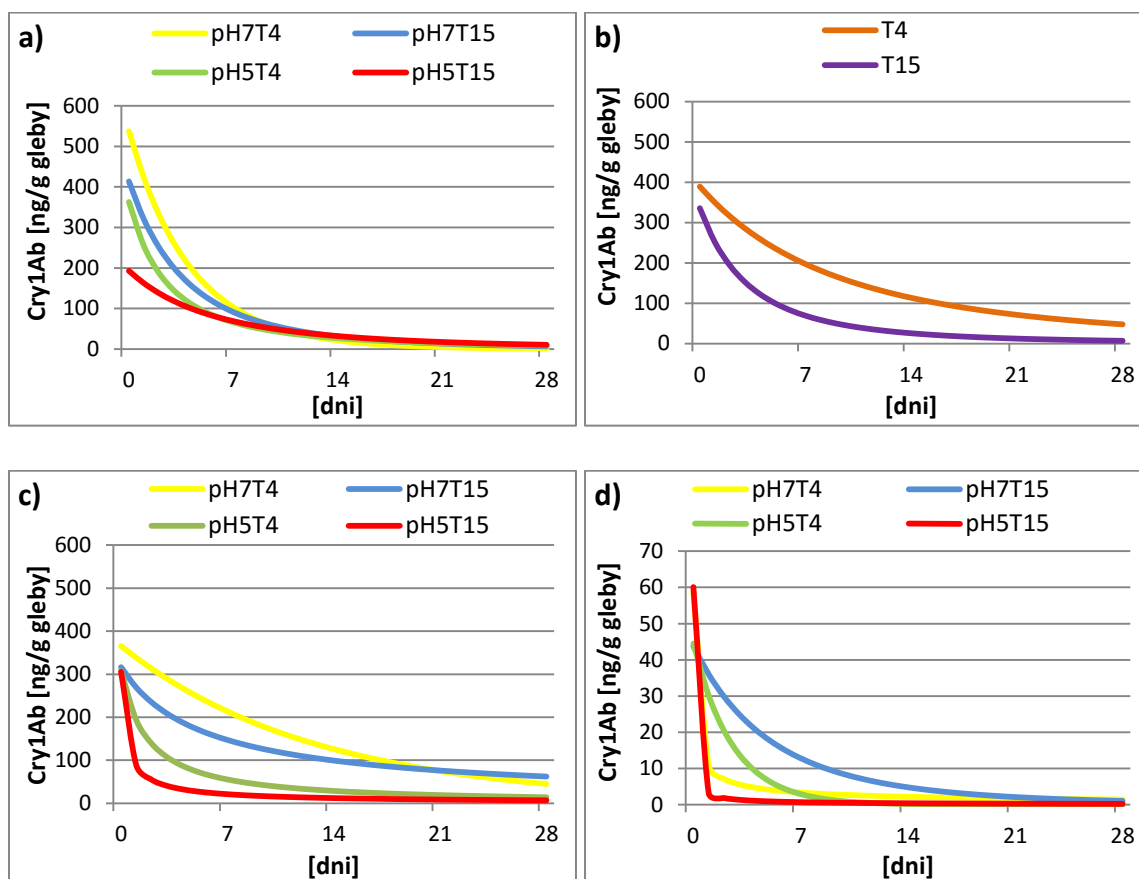 a)
pH7T4 pH7T15
pH5T4 pH5T15
Cry1Ab [ng/g gleby]
600
500
400
300
200
100
0
0 7 14 21 28
[dni]
b)
T4
T15
Cry1Ab [ng/g gleby]
600
500
400
300
200
100
0
0 7 14 21 28
[dni]
c)
pH7T4 pH7T15
pH5T4 pH5T15
Cry1Ab [ng/g gleby]
600
500
400
300
200
100
0
0 7 14 21 28
[dni]
d)
pH7T4 pH7T15
pH5T4 pH5T15
Cry1Ab [ng/g gleby]
70
60
50
40
30
20
10
0
0 7 14 21 28
[dni]